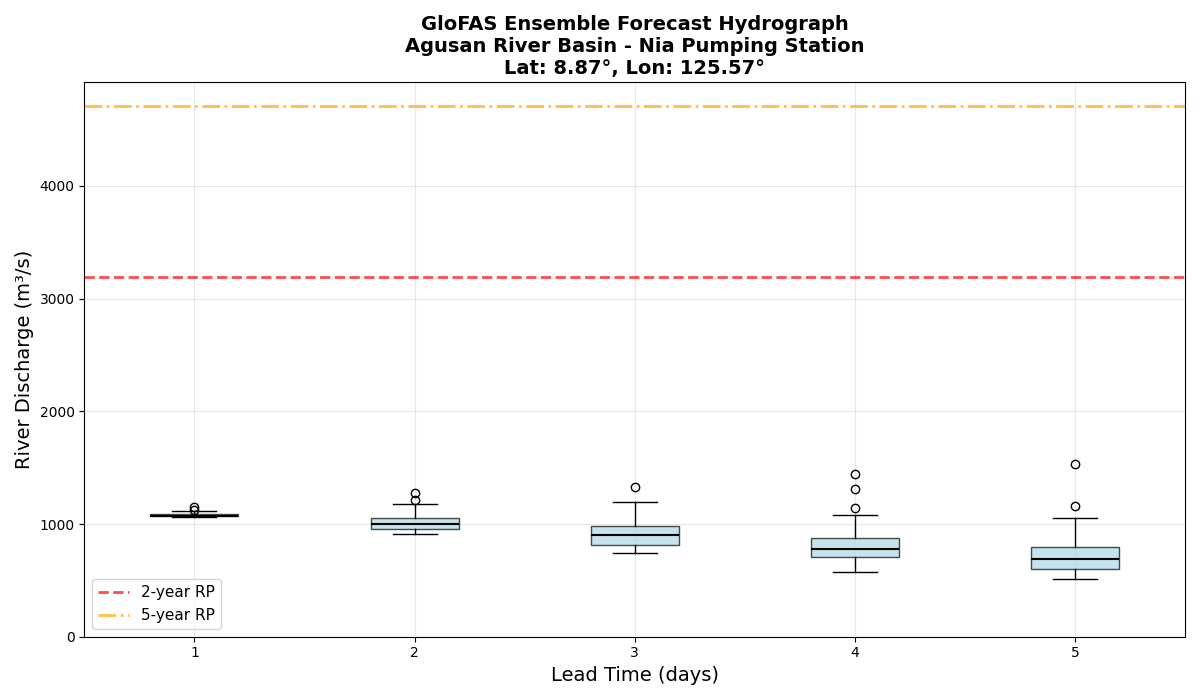 GloFAS Ensemble Forecast Hydrograph
Agusan River Basin - Nia Pumping Station
Lat: 8.87°, Lon: 125.57°
River Discharge (m³/s)
4000
3000
2000
1000
0
2-year RP
5-year RP
1 2 3 4 5
Lead Time (days)